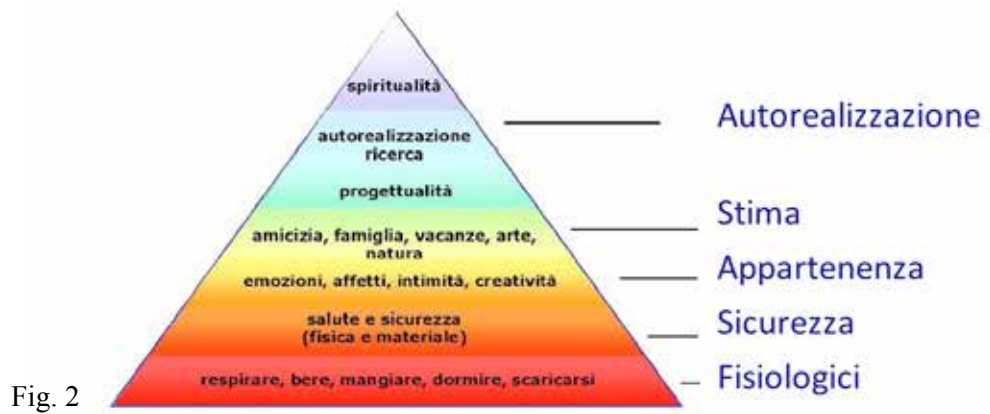 spiritualità
autorealizzazione
ricerca
Autorealizzazione
progettualità
Stima
amicizia, famiglia, vacanze, arte,
natura
Appartenenza
emozioni, affetti, intimità, creatività
salute e sicurezza
(fisica e materiale)
Sicurezza
respirare, bere, mangiare, dormire, scaricarsi
Fisiologici
Fig. 2